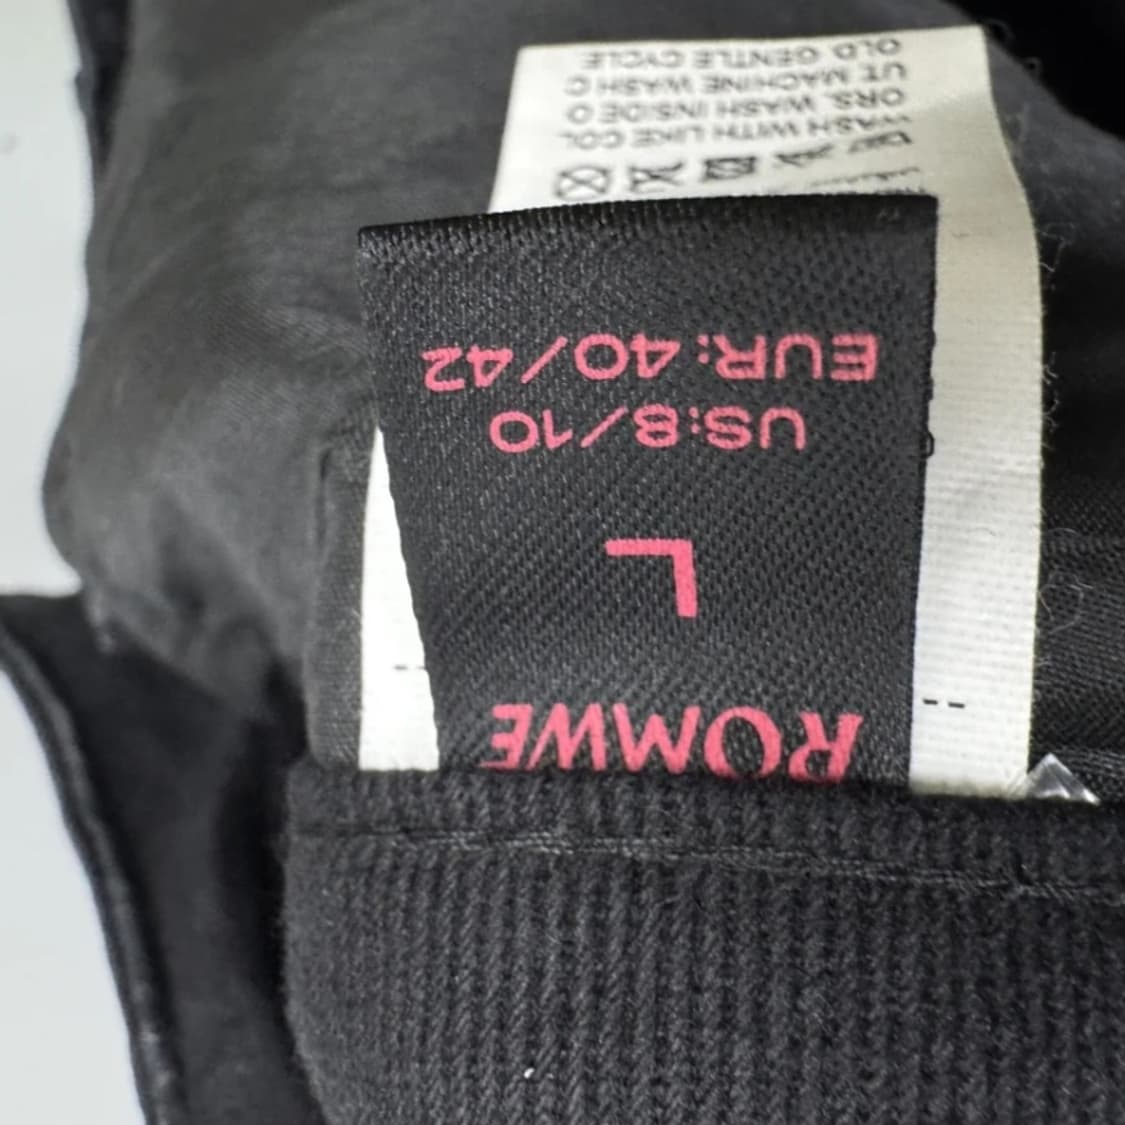 ROMWE
L
US:8/10
EUR:40/42
WASH WITH LIKE COL
ORS. WASH INSIDE O
UT MACHINE WASH C
OLD GENTLE CYCLE